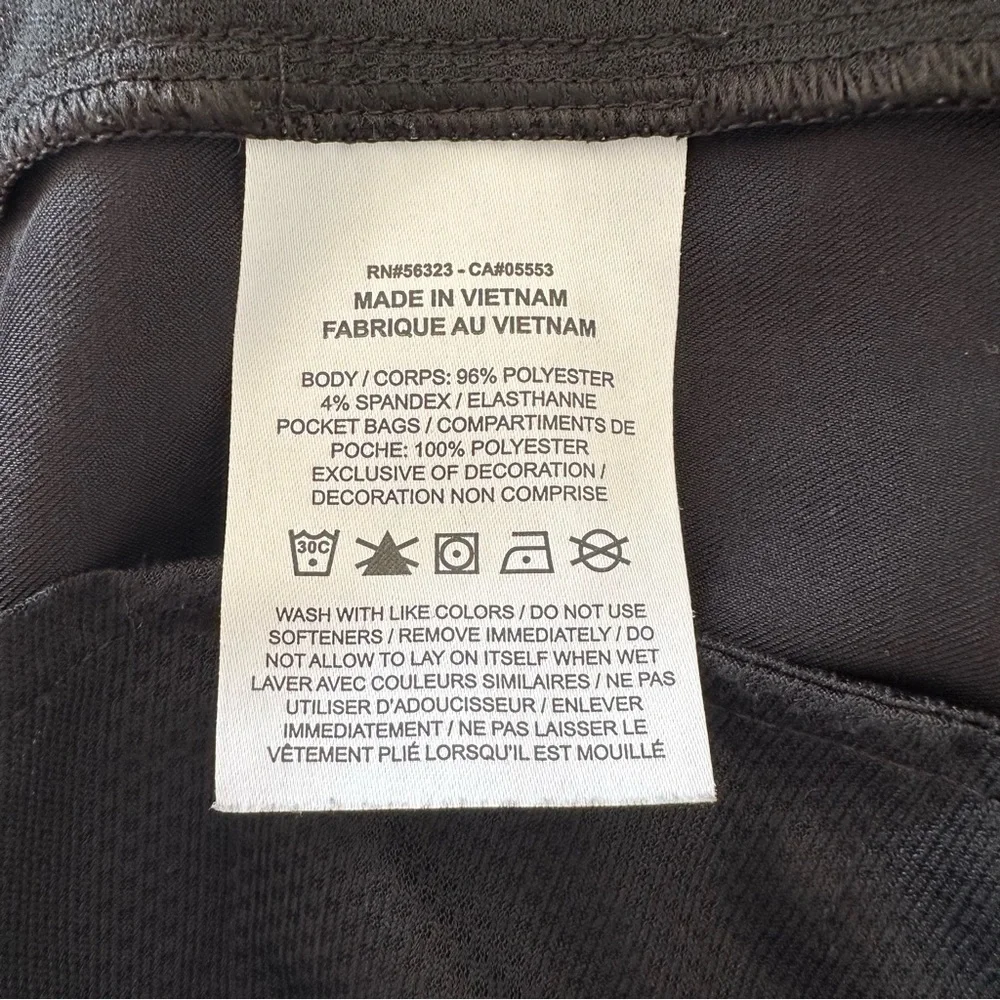 RN#56323 - CA#05553
MADE IN VIETNAM
FABRIQUE AU VIETNAM
BODY / CORPS: 96% POLYESTER
4% SPANDEX / ELASTHANNE
POCKET BAGS / COMPARTIMENTS DE
POCHE: 100% POLYESTER
EXCLUSIVE OF DECORATION /
DECORATION NON COMPRISE
30C
WASH WITH LIKE COLORS / DO NOT USE
SOFTENERS / REMOVE IMMEDIATELY / DO
NOT ALLOW TO LAY ON ITSELF WHEN WET
LAVER AVEC COULEURS SIMILAIRES / NE PAS
UTILISER D'ADOUCISSEUR / ENLEVER
IMMEDIATEMENT / NE PAS LAISSER LE
VÊTEMENT PLIÉ LORSQU'IL EST MOUILLÉ